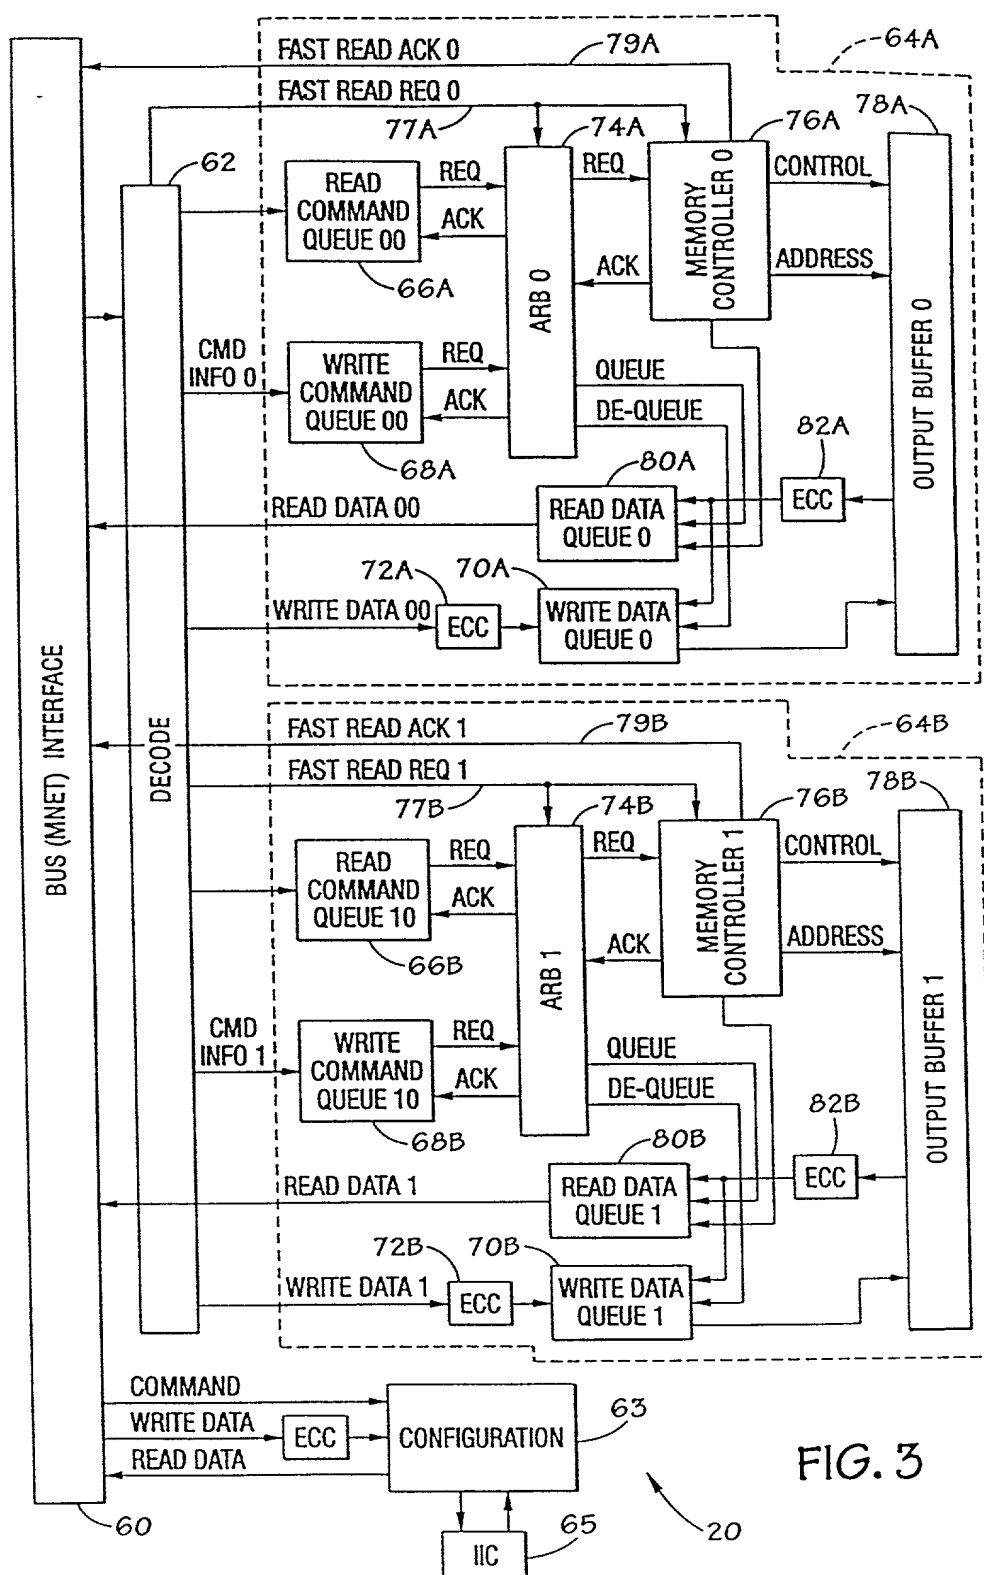 FAST READ ACK 0
79A
64A
FAST READ REQ 0
77A
74A
76A
78A
62
READ
COMMAND
QUEUE 00
REQ
ACK
66A
ARB 0
REQ
ACK
MEMORY
CONTROLLER 0
CONTROL
ADDRESS
OUTPUT BUFFER 0
CMD
INFO 0
WRITE
COMMAND
QUEUE 00
REQ
ACK
68A
QUEUE
DE-QUEUE
82A
ECC
80A
READ DATA 00
READ DATA
QUEUE 0
72A
70A
WRITE DATA 00
ECC
WRITE DATA
QUEUE 0
BUS (MNET) INTERFACE
DECODE
FAST READ ACK 1
79B
64B
FAST READ REQ 1
77B
74B
76B
78B
READ
COMMAND
QUEUE 10
REQ
ACK
66B
ARB 1
REQ
ACK
MEMORY
CONTROLLER 1
CONTROL
ADDRESS
OUTPUT BUFFER 1
CMD
INFO 1
WRITE
COMMAND
QUEUE 10
REQ
ACK
68B
QUEUE
DE-QUEUE
82B
ECC
80B
READ DATA 1
READ DATA
QUEUE 1
72B
70B
WRITE DATA 1
ECC
WRITE DATA
QUEUE 1
COMMAND
WRITE DATA
ECC
READ DATA
CONFIGURATION
63
60
IIC
65
20
FIG. 3